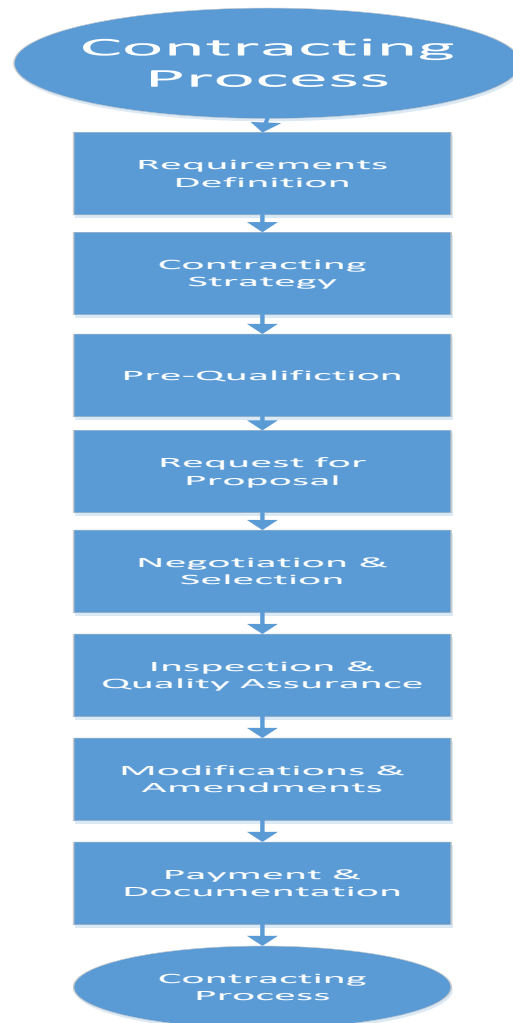 Contracting
Process
Requirements
Definition
Contracting
Strategy
Pre-Qualifiction
Request for
Proposal
Negotiation &
Selection
Inspection &
Quality Assurance
Modifications &
Amendments
Payment &
Documentation
Contracting
Process